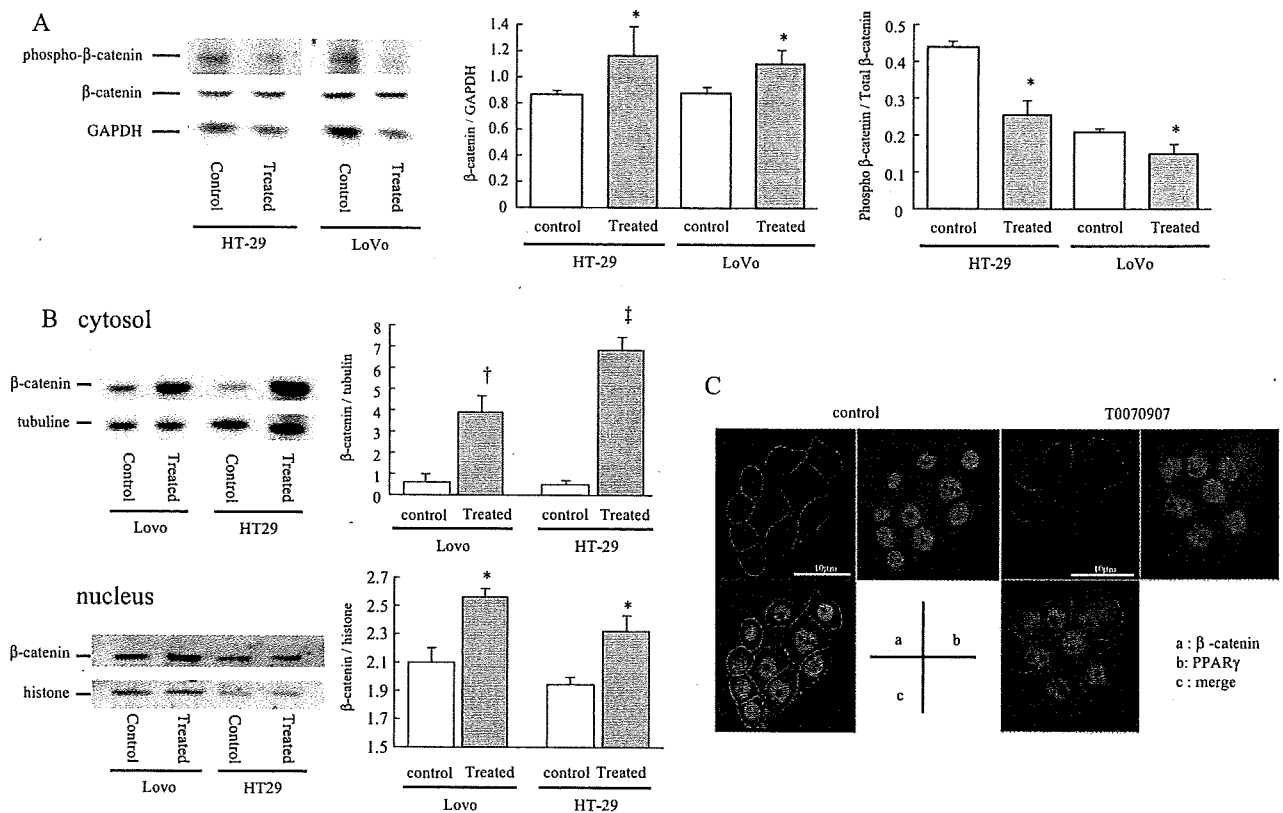 A
phospho-β-catenin
β-catenin
GAPDH
Control
Treated
Control
Treated
HT-29
LoVo
β-catenin / GAPDH
1.4
1.2
1.0
0.8
0.6
0.4
0.2
0
*
*
control
Treated
control
Treated
HT-29
LoVo
Phospho β-catenin / Total β-catenin
0.5
0.4
0.3
0.2
0.1
0
*
*
control
Treated
control
Treated
HT-29
LoVo
B cytosol
β-catenin
tubuline
Control
Treated
Control
Treated
Lovo
HT29
β-catenin / tubulin
8
7
6
5
4
3
2
1
0
†
‡
control
Treated
control
Treated
Lovo
HT-29
nucleus
β-catenin
histone
Control
Treated
Control
Treated
Lovo
HT29
β-catenin / histone
2.7
2.5
2.3
2.1
1.9
1.7
1.5
*
*
control
Treated
control
Treated
Lovo
HT-29
C
control
T0070907
10μm
10μm
a
b
c
a : β -catenin
b: PPARγ
c : merge